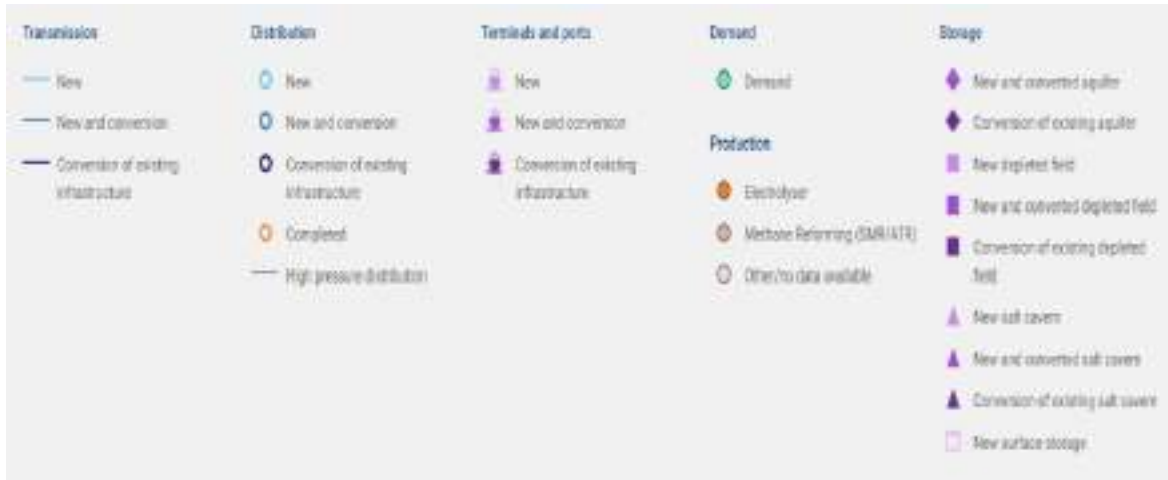 Transmission
New
New and conversion
Conversion of existing
infrastructure
Distribution
New
New and conversion
Conversion of existing
infrastructure
Completed
High pressure distribution
Terminals and ports
New
New and conversion
Conversion of existing
infrastructure
Demand
Demand
Production
Electrolyser
Methane Reforming (SMR/ATR)
Other/no data available
Storage
New and converted aquifer
Conversion of existing aquifer
New depleted field
New and converted depleted field
Conversion of existing depleted
field
New salt cavern
New and converted salt cavern
Conversion of existing salt cavern
New surface storage